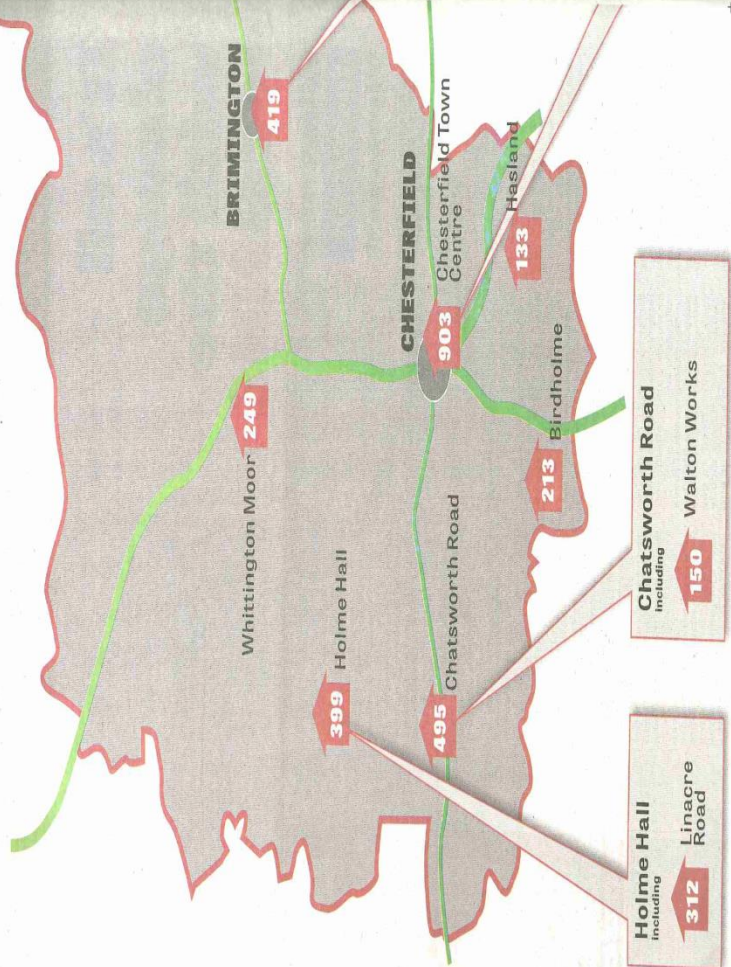 BRIMINGTON
419
Whittington Moor
249
Holme Hall
399
CHESTERFIELD
903
Chesterfield Town
Centre
Hasland
133
Chatsworth Road
495
Birdholme
213
Holme Hall
including
312
Linacre
Road
Chatsworth Road
including
150
Walton Works